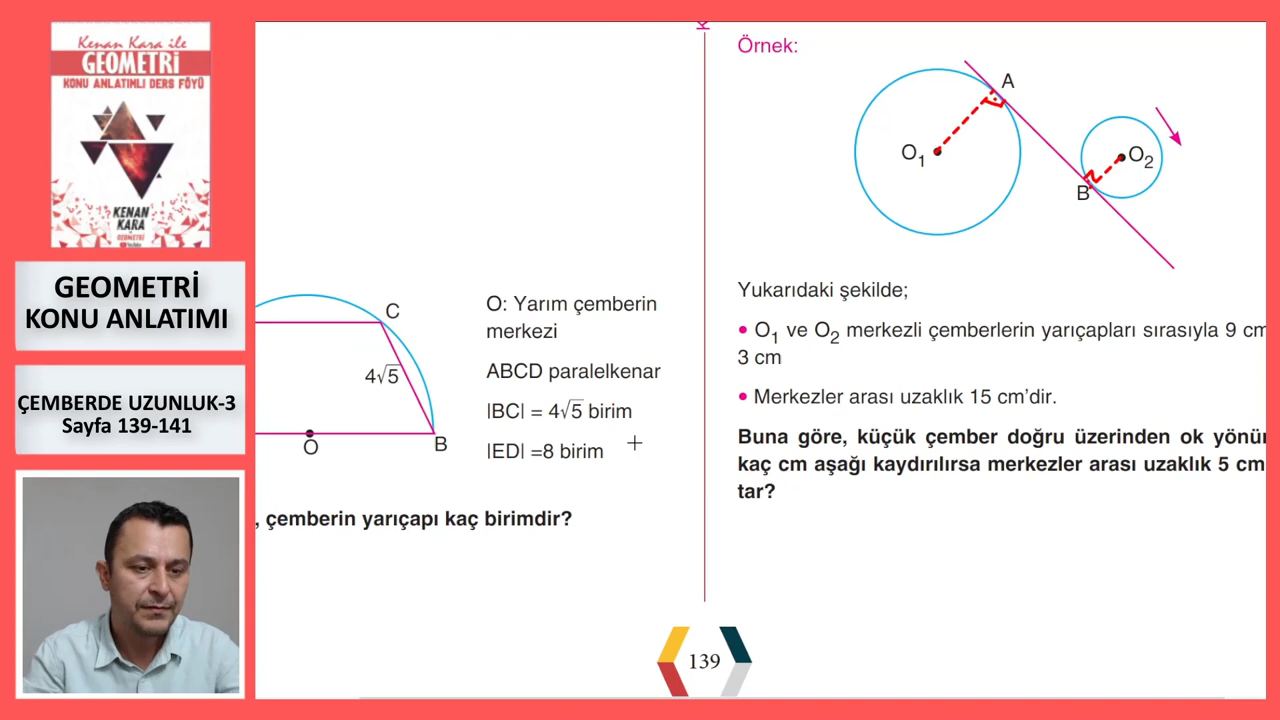 Kenan Kara ile
GEOMETRİ
KONU ANLATIMLI DERS FÖYÜ
KENAN
KARA
GEOMETRİ
YouTube
GEOMETRİ
KONU ANLATIMI
ÇEMBERDE UZUNLUK-3
Sayfa 139-141
C
4√5
O
B
O: Yarım çemberin
merkezi
ABCD paralelkenar
|BC| = 4√5 birim
|ED| =8 birim
, çemberin yarıçapı kaç birimdir?
139
Örnek:
A
O1
O2
B
Yukarıdaki şekilde;
• O1 ve O2 merkezli çemberlerin yarıçapları sırasıyla 9 cm
3 cm
• Merkezler arası uzaklık 15 cm’dir.
Buna göre, küçük çember doğru üzerinden ok yönün
kaç cm aşağı kaydırılırsa merkezler arası uzaklık 5 cm
tar?